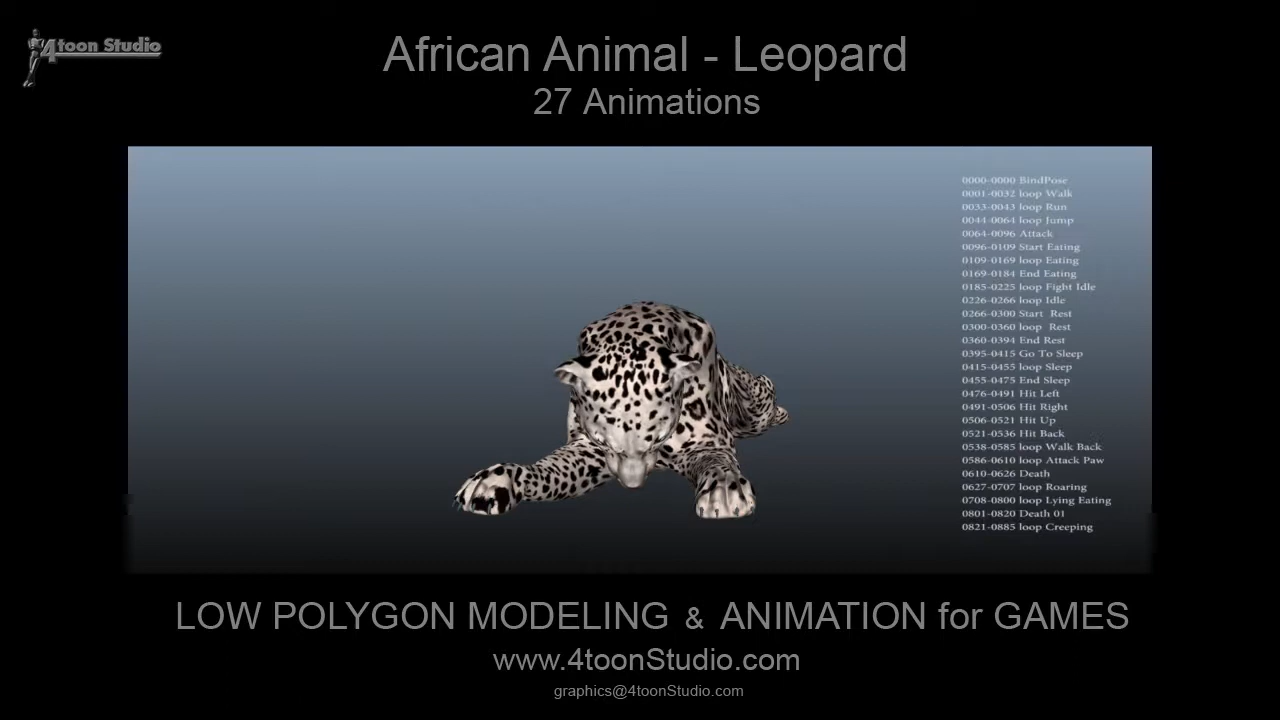 4toon Studio
African Animal - Leopard
27 Animations
0000-0000 BindPose
0001-0032 loop Walk
0033-0043 loop Run
0044-0064 loop Jump
0064-0096 Attack
0096-0109 Start Eating
0109-0169 loop Eating
0169-0184 End Eating
0185-0225 loop Fight Idle
0226-0266 loop Idle
0266-0300 Start Rest
0300-0360 loop Rest
0360-0394 End Rest
0395-0415 Go To Sleep
0415-0455 loop Sleep
0455-0475 End Sleep
0476-0491 Hit Left
0491-0506 Hit Right
0506-0521 Hit Up
0521-0536 Hit Back
0538-0585 loop Walk Back
0586-0610 loop Attack Paw
0610-0626 Death
0627-0707 loop Roaring
0708-0800 loop Lying Eating
0801-0820 Death 01
0821-0885 loop Creeping
LOW POLYGON MODELING & ANIMATION for GAMES
www.4toonStudio.com
graphics@4toonStudio.com